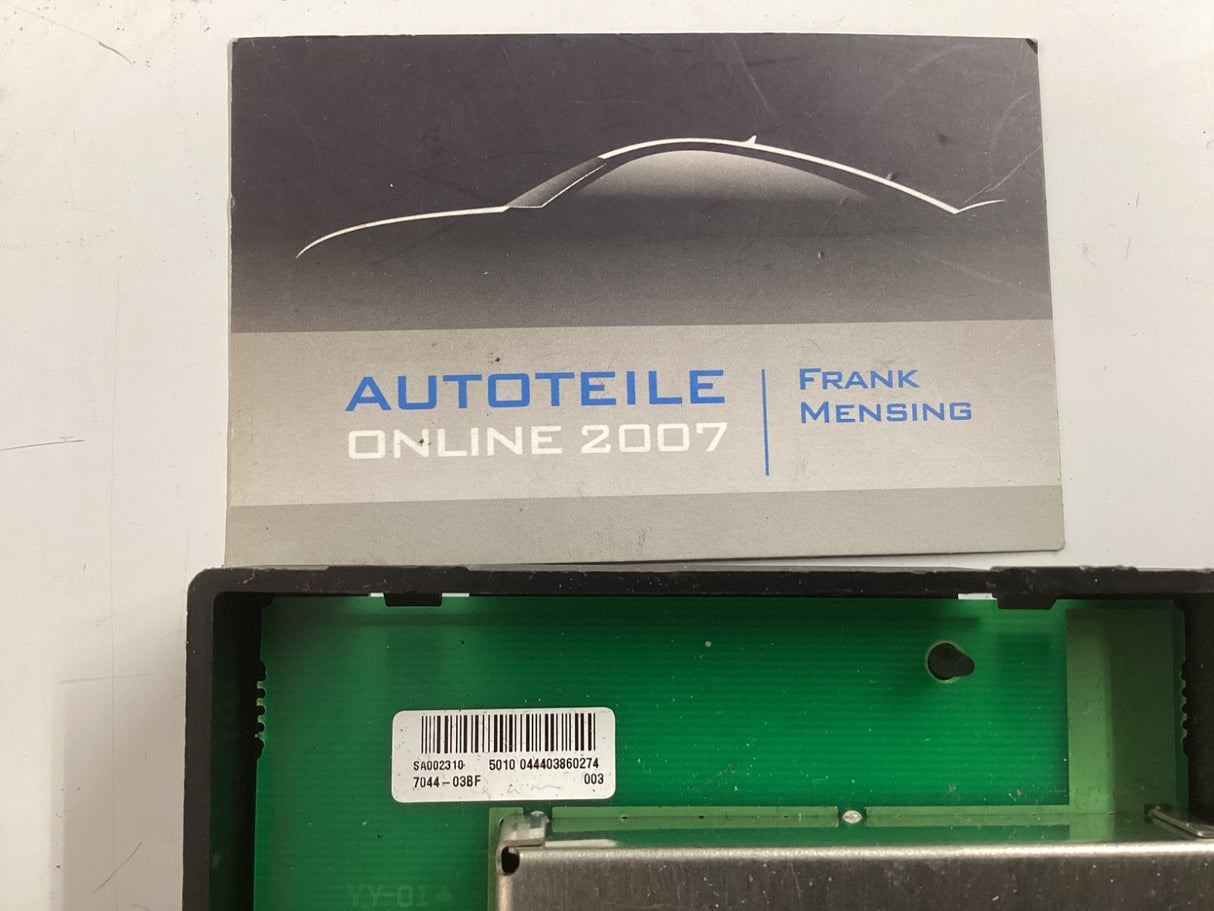 AUTOTEILE
ONLINE 2007
FRANK
MENSING
SA002310 5010 044403860274
7044-03BF 003
YY-01▲